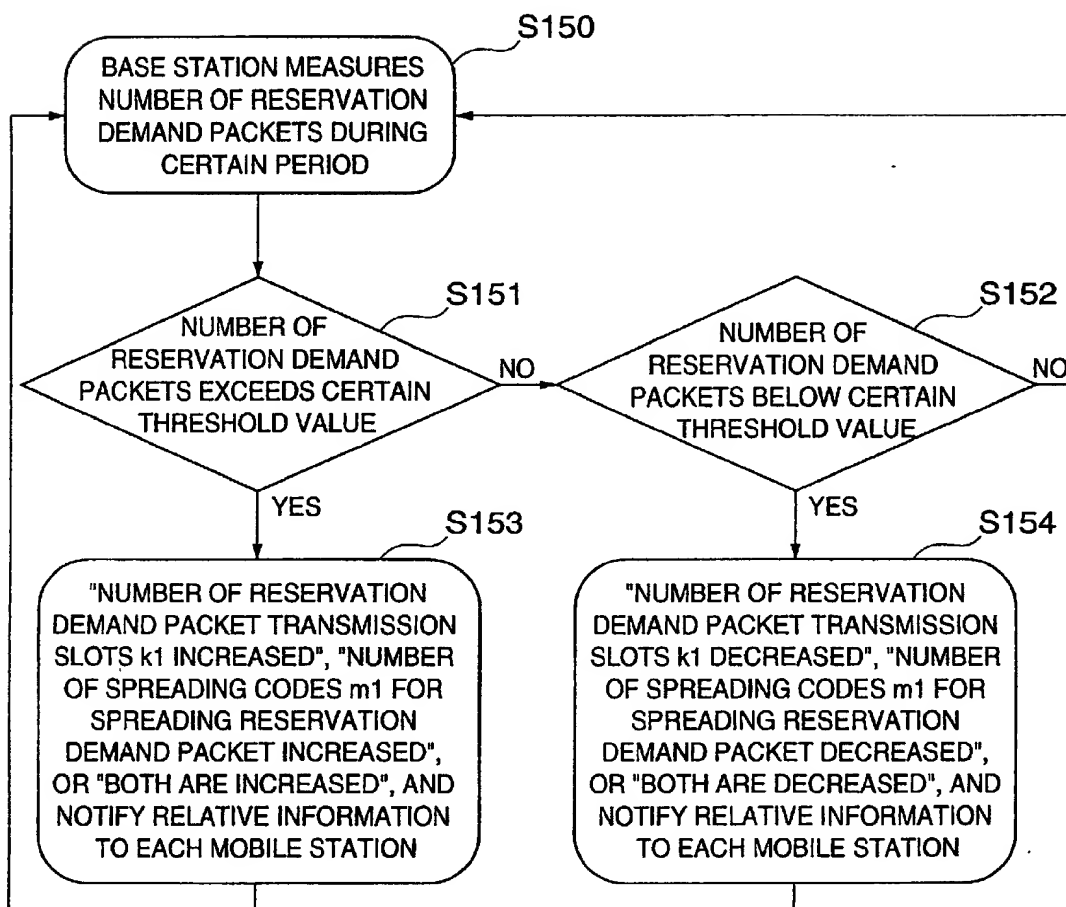 S150
BASE STATION MEASURES
NUMBER OF RESERVATION
DEMAND PACKETS DURING
CERTAIN PERIOD
S151
NUMBER OF
RESERVATION DEMAND
PACKETS EXCEEDS CERTAIN
THRESHOLD VALUE
NO
YES
S152
NUMBER OF
RESERVATION DEMAND
PACKETS BELOW CERTAIN
THRESHOLD VALUE
NO
YES
S153
"NUMBER OF RESERVATION
DEMAND PACKET TRANSMISSION
SLOTS k1 INCREASED", "NUMBER
OF SPREADING CODES m1 FOR
SPREADING RESERVATION
DEMAND PACKET INCREASED",
OR "BOTH ARE INCREASED", AND
NOTIFY RELATIVE INFORMATION
TO EACH MOBILE STATION
S154
"NUMBER OF RESERVATION
DEMAND PACKET TRANSMISSION
SLOTS k1 DECREASED", "NUMBER
OF SPREADING CODES m1 FOR
SPREADING RESERVATION
DEMAND PACKET DECREASED",
OR "BOTH ARE DECREASED", AND
NOTIFY RELATIVE INFORMATION
TO EACH MOBILE STATION